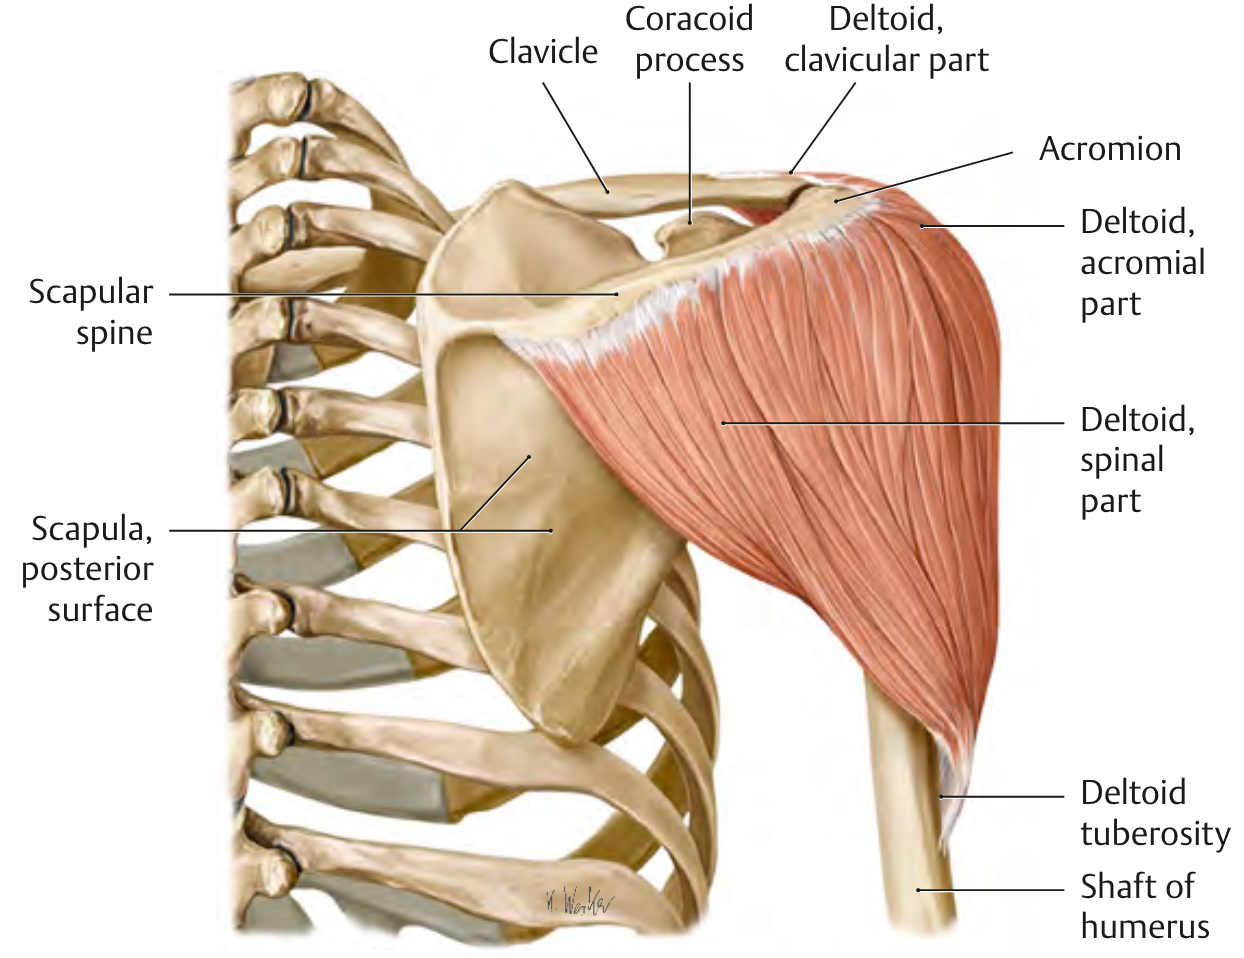 Coracoid
process
Deltoid,
clavicular part
Clavicle
Acromion
Deltoid,
acromial
part
Scapular
spine
Deltoid,
spinal
part
Scapula,
posterior
surface
Deltoid
tuberosity
Shaft of
humerus